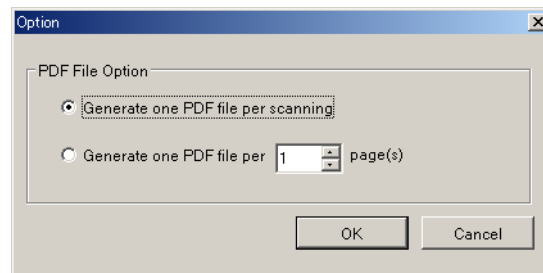 Option
PDF File Option
Generate one PDF file per scanning
Generate one PDF file per 1 page(s)
OK Cancel